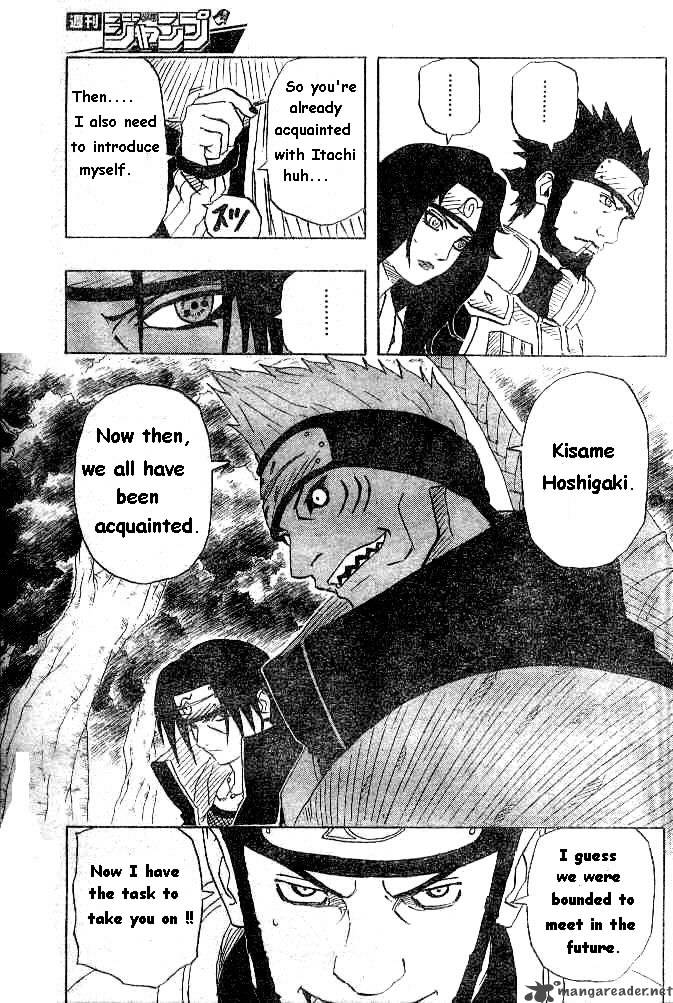 週刊
ジャンプ
………
………
So you're
already
acquainted
with Itachi
huh...
Then....
I also need
to introduce
myself.
ズツ
………
Kisame
Hoshigaki.
Now then,
we all have
been
acquainted.
I guess
we were
bounded to
meet in the
future.
Now I have
the task to
take you on !!
mangareader.net